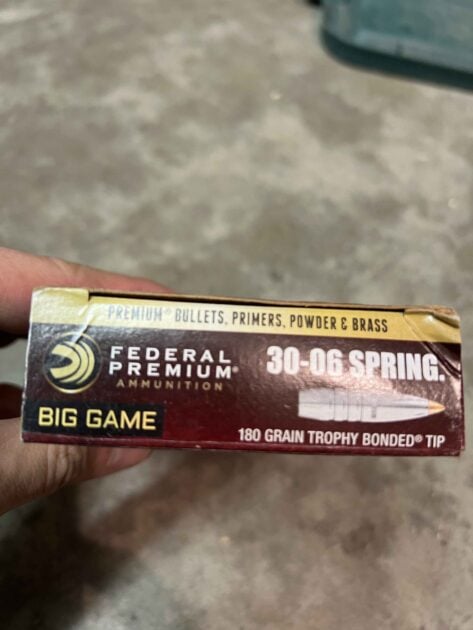 PREMIUM® BULLETS, PRIMERS, POWDER & BRASS
FEDERAL
PREMIUM®
AMMUNITION
30-06 SPRING.
BIG GAME
180 GRAIN TROPHY BONDED® TIP